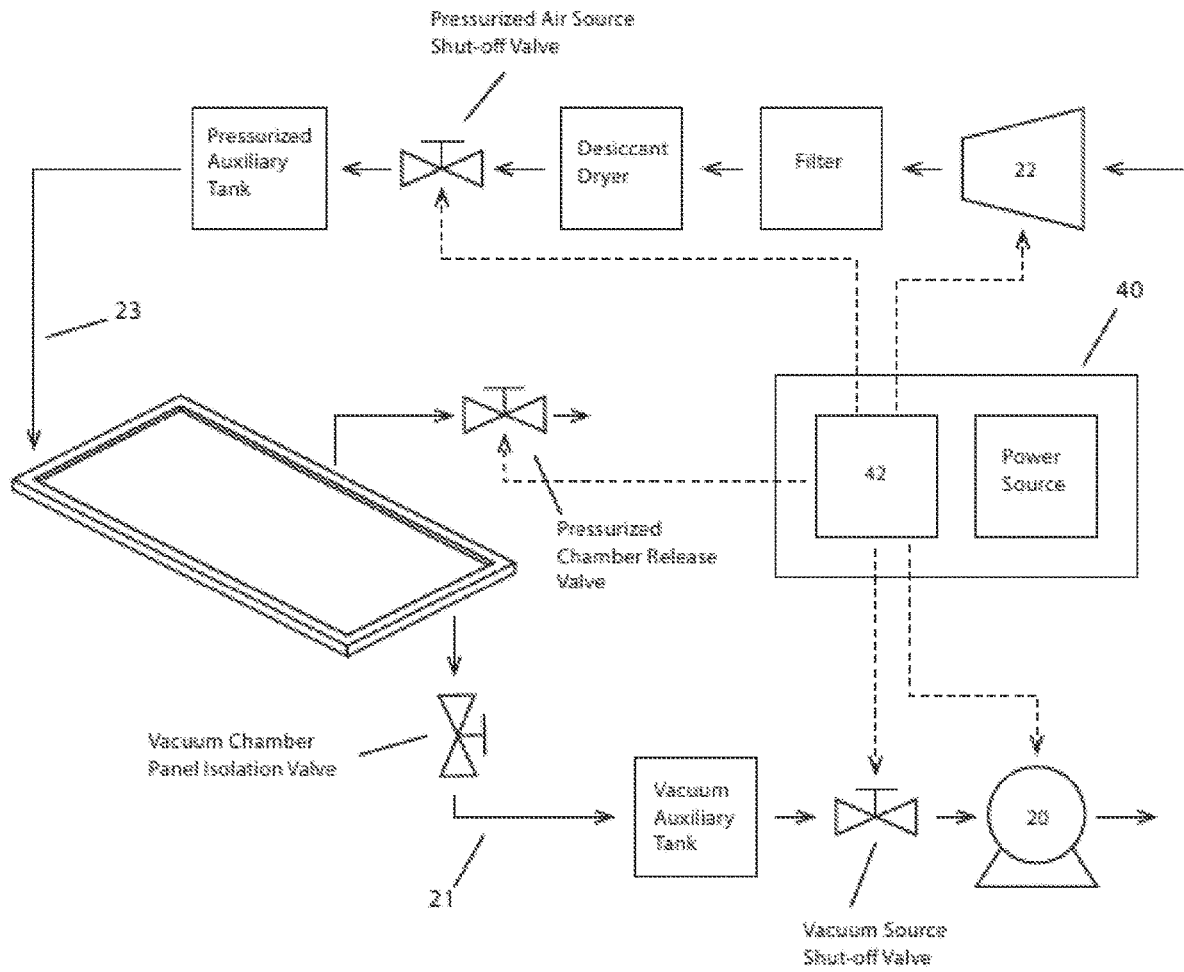 Pressurized Air Source
Shut-off Valve
Pressurized
Auxiliary
Tank
Desiccant
Dryer
Filter
22
23
40
42
Power
Source
Pressurized
Chamber Release
Valve
Vacuum Chamber
Panel Isolation Valve
Vacuum
Auxiliary
Tank
20
21
Vacuum Source
Shut-off Valve